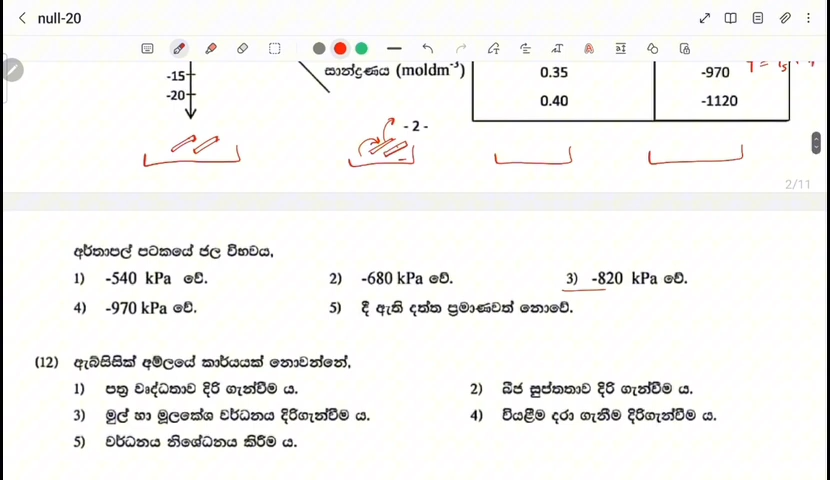 null-20
-15
-20
සාන්ද්‍රණය (moldm⁻³)
0.35 -970
0.40 -1120
- 2 -
2/11
අර්තාපල් පටකයේ ජල විභවය,
1) -540 kPa වේ. 2) -680 kPa වේ. 3) -820 kPa වේ.
4) -970 kPa වේ. 5) දී ඇති දත්ත ප්‍රමාණවත් නොවේ.
(12) ඇබ්සිසික් අම්ලයේ කාර්යයක් නොවන්නේ,
1) පත්‍ර වෘද්ධතාව දිරි ගැන්වීම ය. 2) බීජ සුප්තතාව දිරි ගැන්වීම ය.
3) මුල් හා මූලකේශ වර්ධනය දිරිගැන්වීම ය. 4) වියළීම දරා ගැනීම දිරිගැන්වීම ය.
5) වර්ධනය නිශේධනය කිරීම ය.